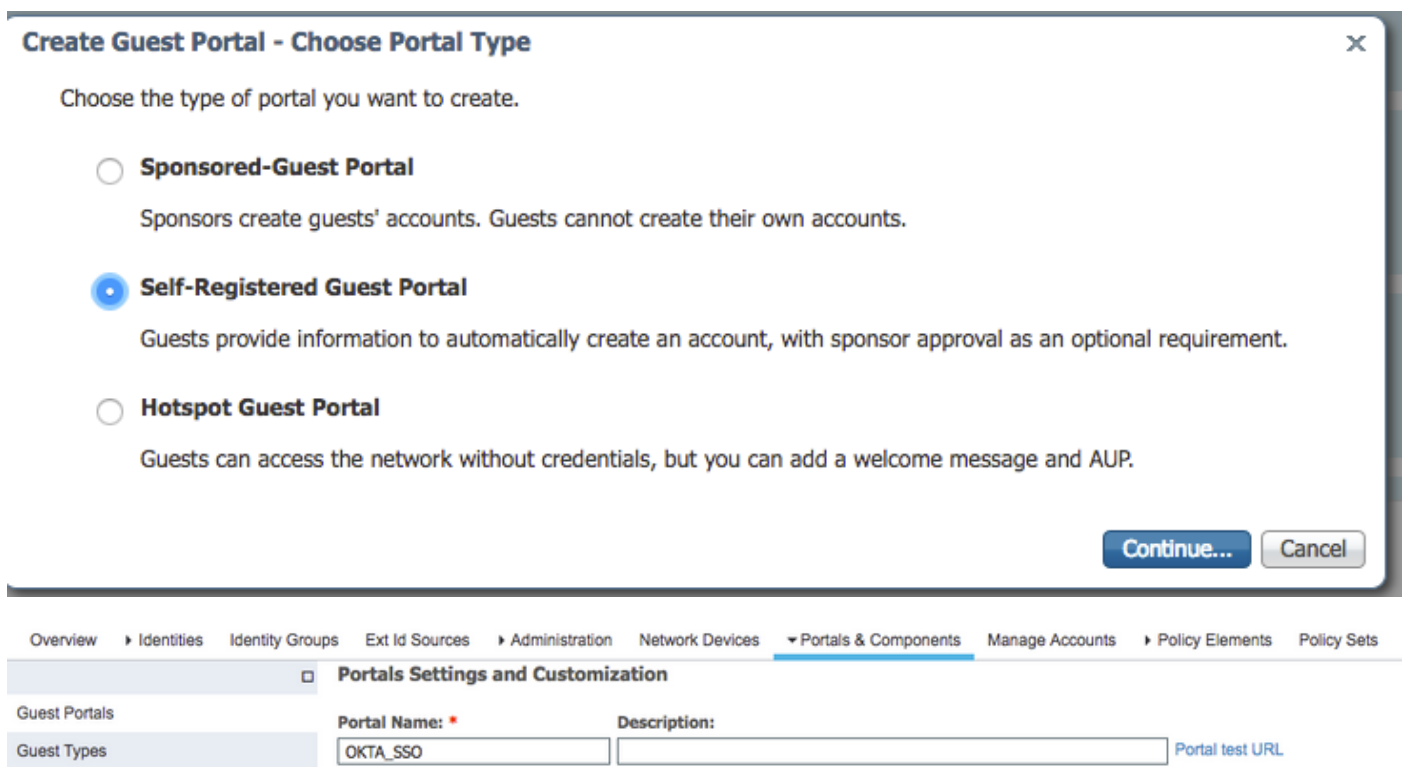 Create Guest Portal - Choose Portal Type
Choose the type of portal you want to create.
Sponsored-Guest Portal
Sponsors create guests' accounts. Guests cannot create their own accounts.
Self-Registered Guest Portal
Guests provide information to automatically create an account, with sponsor approval as an optional requirement.
Hotspot Guest Portal
Guests can access the network without credentials, but you can add a welcome message and AUP.
Continue... Cancel
Overview Identities Identity Groups Ext Id Sources Administration Network Devices Portals & Components Manage Accounts Policy Elements Policy Sets
Portals Settings and Customization
Guest Portals
Portal Name: * Description:
Guest Types
OKTA_SSO Portal test URL